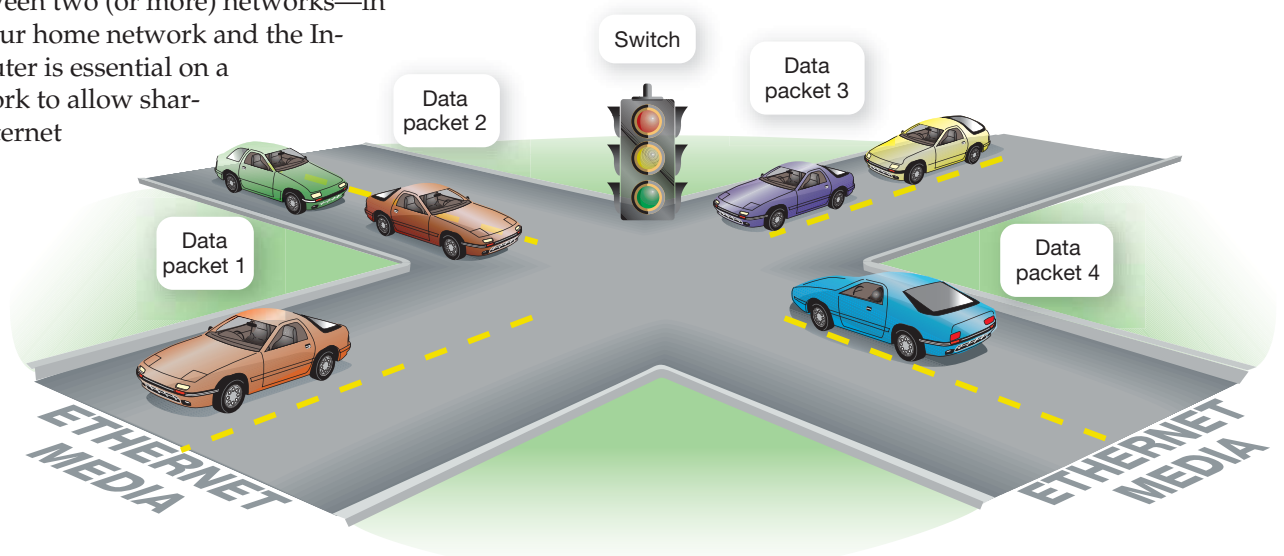 ween two (or more) networks—in
ur home network and the In-
uter is essential on a
ork to allow shar-
ernet
Switch
Data
packet 3
Data
packet 2
Data
packet 1
Data
packet 4
ETHERNET
MEDIA
ETHERNET
MEDIA